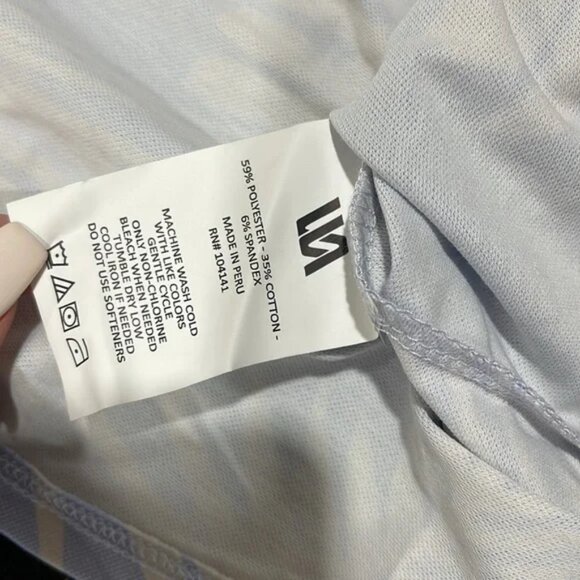 59% POLYESTER - 35% COTTON -
6% SPANDEX
MADE IN PERU
RN# 104141
MACHINE WASH COLD
WITH LIKE COLORS
GENTLE CYCLE
ONLY NON-CHLORINE
BLEACH WHEN NEEDED
TUMBLE DRY LOW
COOL IRON IF NEEDED
DO NOT USE SOFTENERS